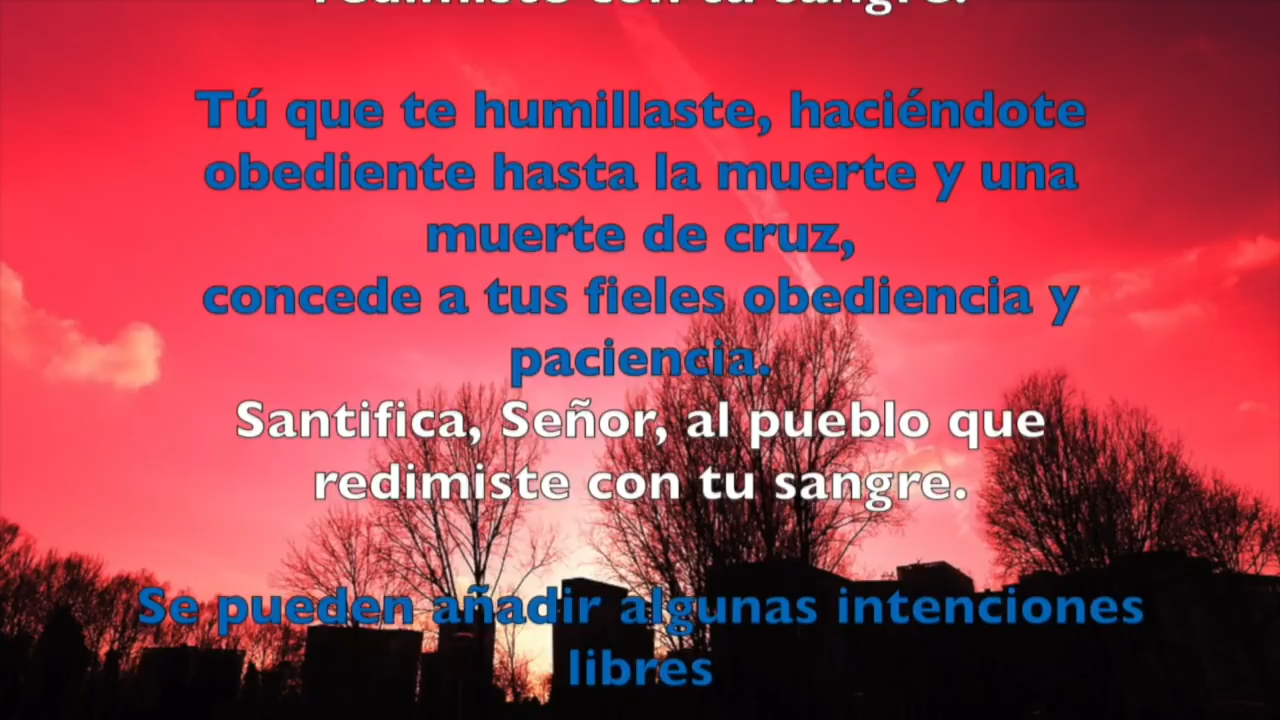 redimiste con tu sangre.
Tú que te humillaste, haciéndote
obediente hasta la muerte y una
muerte de cruz,
concede a tus fieles obediencia y
paciencia.
Santifica, Señor, al pueblo que
redimiste con tu sangre.
Se pueden añadir algunas intenciones
libres